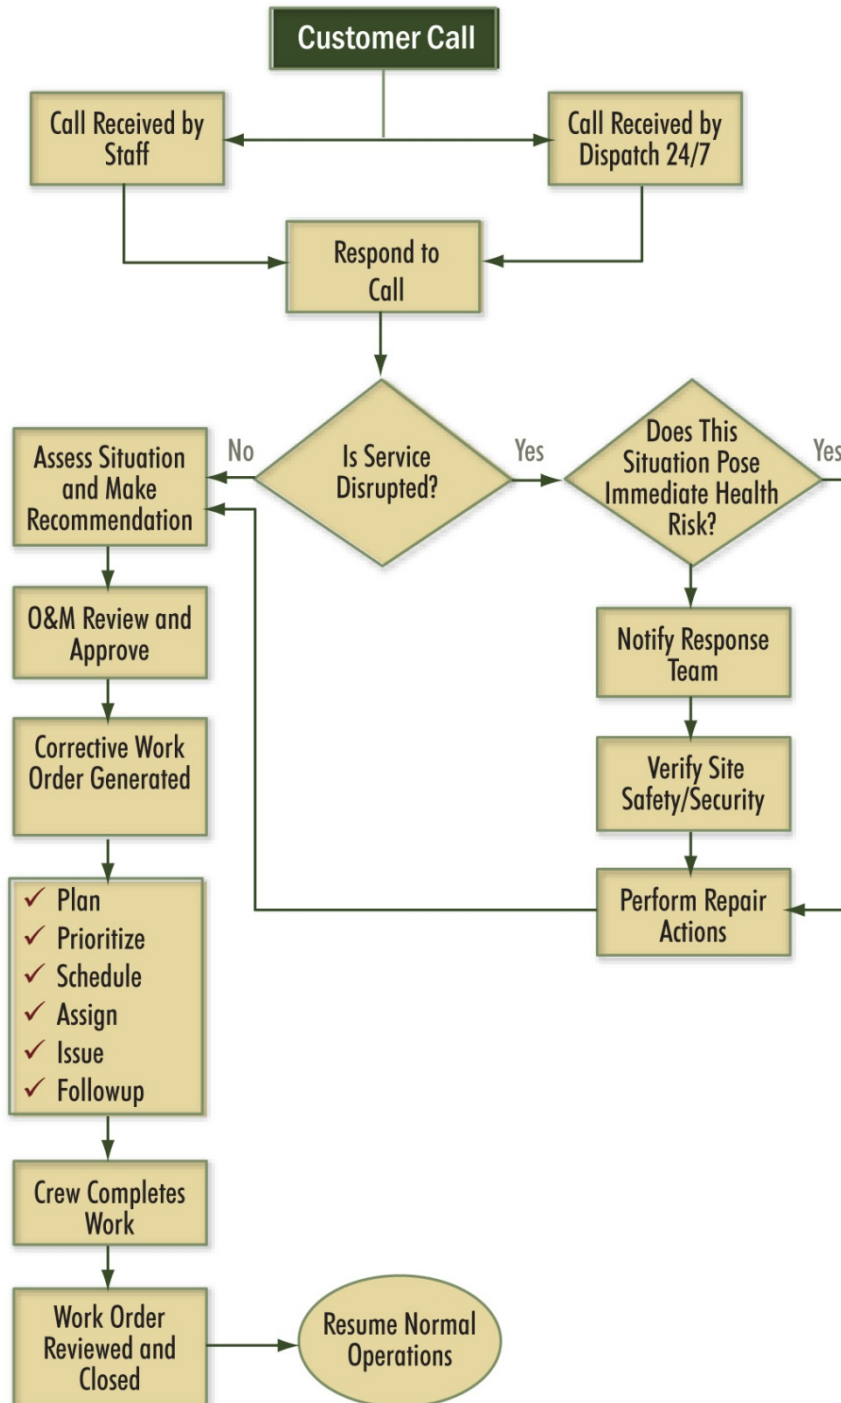 Customer Call
Call Received by
Staff
Call Received by
Dispatch 24/7
Respond to
Call
Is Service
Disrupted?
No
Yes
Does This
Situation Pose
Immediate Health
Risk?
Yes
Assess Situation
and Make
Recommendation
O&M Review and
Approve
Corrective Work
Order Generated
Notify Response
Team
Verify Site
Safety/Security
Perform Repair
Actions
✓ Plan
✓ Prioritize
✓ Schedule
✓ Assign
✓ Issue
✓ Followup
Crew Completes
Work
Work Order
Reviewed and
Closed
Resume Normal
Operations